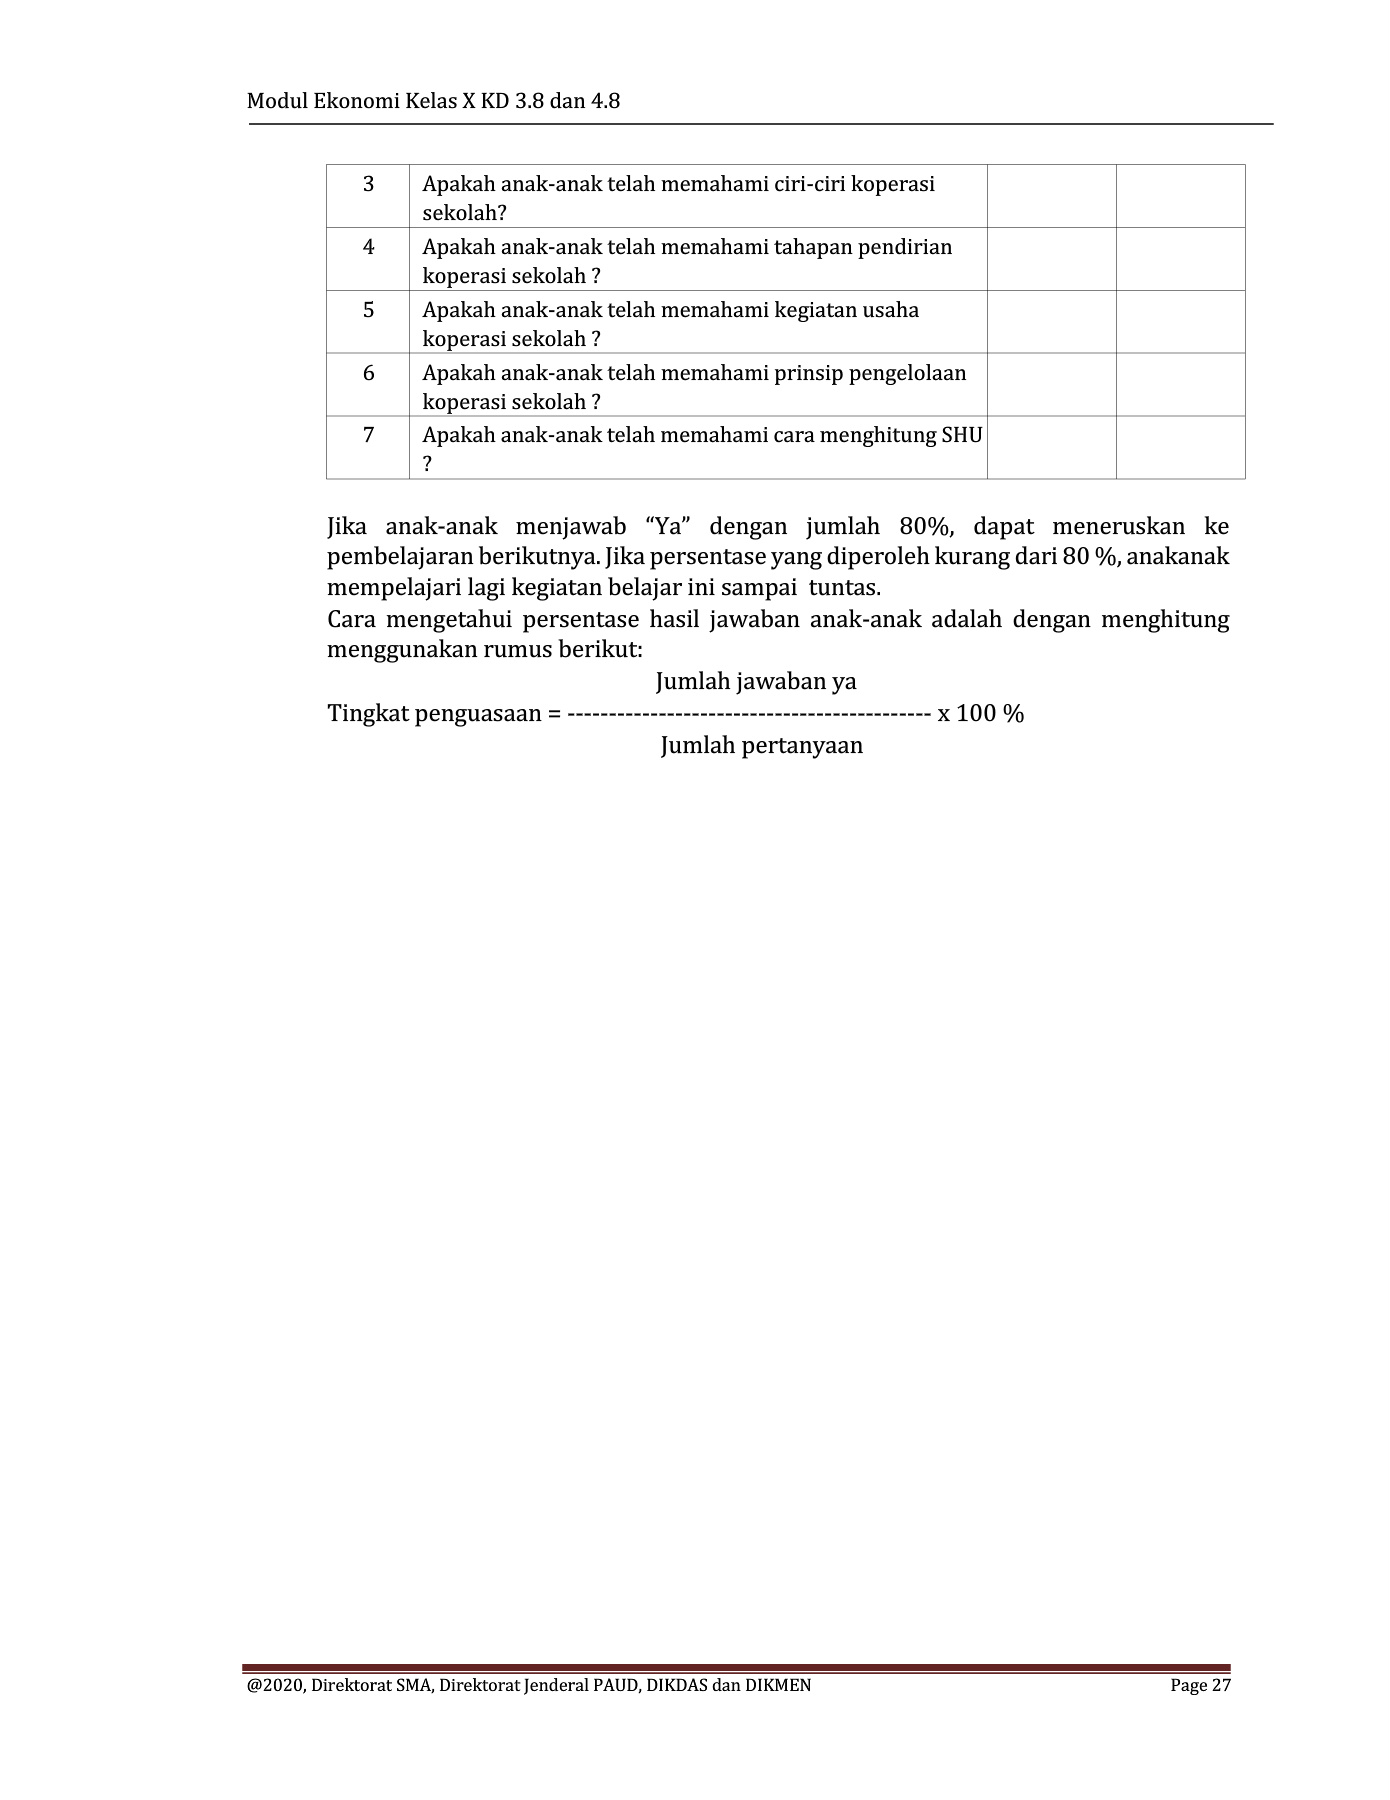 Modul Ekonomi Kelas X KD 3.8 dan 4.8
3 Apakah anak-anak telah memahami ciri-ciri koperasi
sekolah?
4 Apakah anak-anak telah memahami tahapan pendirian
koperasi sekolah ?
5 Apakah anak-anak telah memahami kegiatan usaha
koperasi sekolah ?
6 Apakah anak-anak telah memahami prinsip pengelolaan
koperasi sekolah ?
7 Apakah anak-anak telah memahami cara menghitung SHU
?
Jika anak-anak menjawab “Ya” dengan jumlah 80%, dapat meneruskan ke
pembelajaran berikutnya. Jika persentase yang diperoleh kurang dari 80 %, anakanak
mempelajari lagi kegiatan belajar ini sampai tuntas.
Cara mengetahui persentase hasil jawaban anak-anak adalah dengan menghitung
menggunakan rumus berikut:
Jumlah jawaban ya
Tingkat penguasaan = -------------------------------------------- x 100 %
Jumlah pertanyaan
@2020, Direktorat SMA, Direktorat Jenderal PAUD, DIKDAS dan DIKMEN Page 27